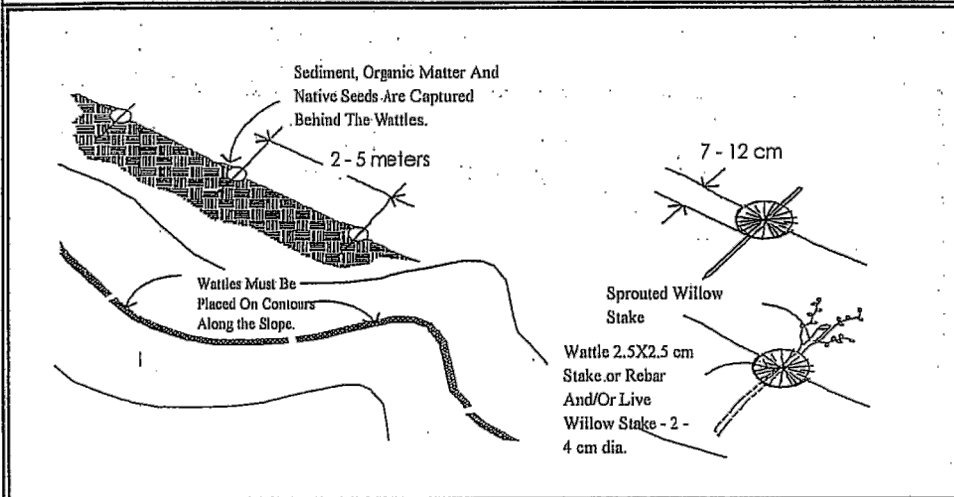 Sediment, Organic Matter And
Native Seeds Are Captured
Behind The Wattles.
2 - 5 meters
7 - 12 cm
Wattles Must Be
Placed On Contours
Along the Slope.
Sprouted Willow
Stake
Wattle 2.5X2.5 cm
Stake or Rebar
And/Or Live
Willow Stake - 2 -
4 cm dia.